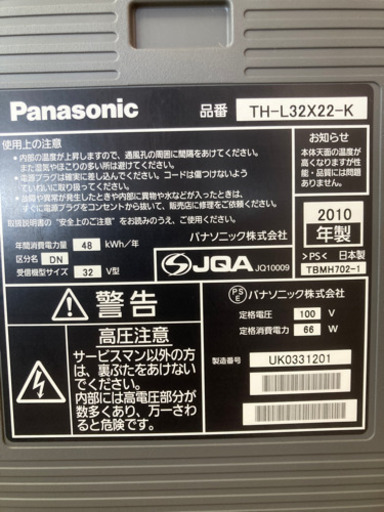 Panasonic
品番 TH-L32X22-K
使用上の注意
・内部の温度が上昇しますので、通風孔の周囲に間隔をあけてください。
また湿気やほこりの多い所は避けてください。
・電源プラグは確実に差し込んでください。コードは傷つけないよう
ていねいに取り扱ってください。
・故障や異常が生じたときや内部に異物や水などが入ったときは、
すぐに電源プラグをコンセントから抜いて、販売店に修理をご依頼ください。
取扱説明書の"安全上のご注意"をお読みのうえ、ご使用ください。
お知らせ
本体天面の温度が
高くなりますが性
能・品質には問題
ありません。
パナソニック株式会社
2010
年製
>PS< 日本製
TBMH702-1
年間消費電力量 48 kWh/年
区分名 DN
受信機型サイズ 32 V型
JQA JQ10009
警告
高圧注意
サービスマン以外の方
は、裏ぶたをあけない
でください。
内部には高電圧部分が
数多くあり、万一さわる
と危険です。
PSE パナソニック株式会社
定格電圧 100 V
定格消費電力 66 W
製造番号 UK0331201